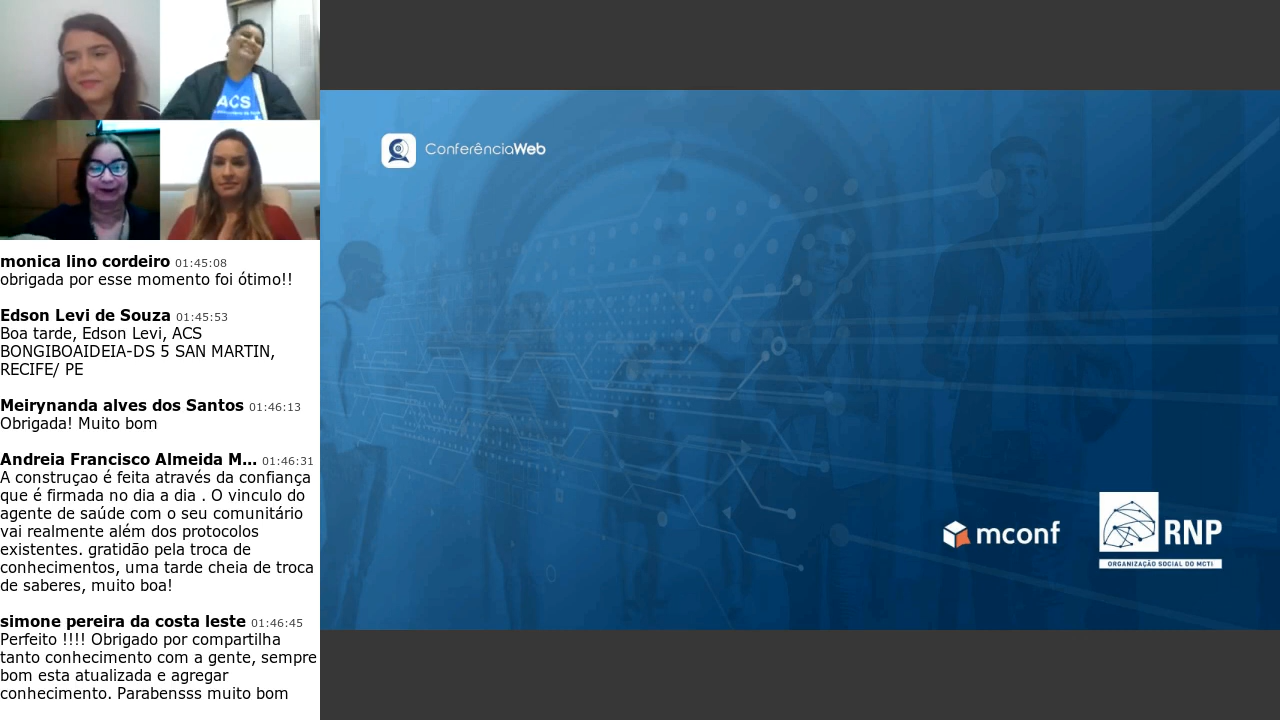 ACS
monica lino cordeiro 01:45:08
obrigada por esse momento foi ótimo!!
Edson Levi de Souza 01:45:53
Boa tarde, Edson Levi, ACS
BONGIBOAIDEIA-DS 5 SAN MARTIN,
RECIFE/ PE
Meirynanda alves dos Santos 01:46:13
Obrigada! Muito bom
Andreia Francisco Almeida M... 01:46:31
A construçao é feita através da confiança
que é firmada no dia a dia . O vinculo do
agente de saúde com o seu comunitário
vai realmente além dos protocolos
existentes. gratidão pela troca de
conhecimentos, uma tarde cheia de troca
de saberes, muito boa!
simone pereira da costa leste 01:46:45
Perfeito !!!! Obrigado por compartilha
tanto conhecimento com a gente, sempre
bom esta atualizada e agregar
conhecimento. Parabensss muito bom
ConferênciaWeb
mconf
RNP
ORGANIZAÇÃO SOCIAL DO MCTI